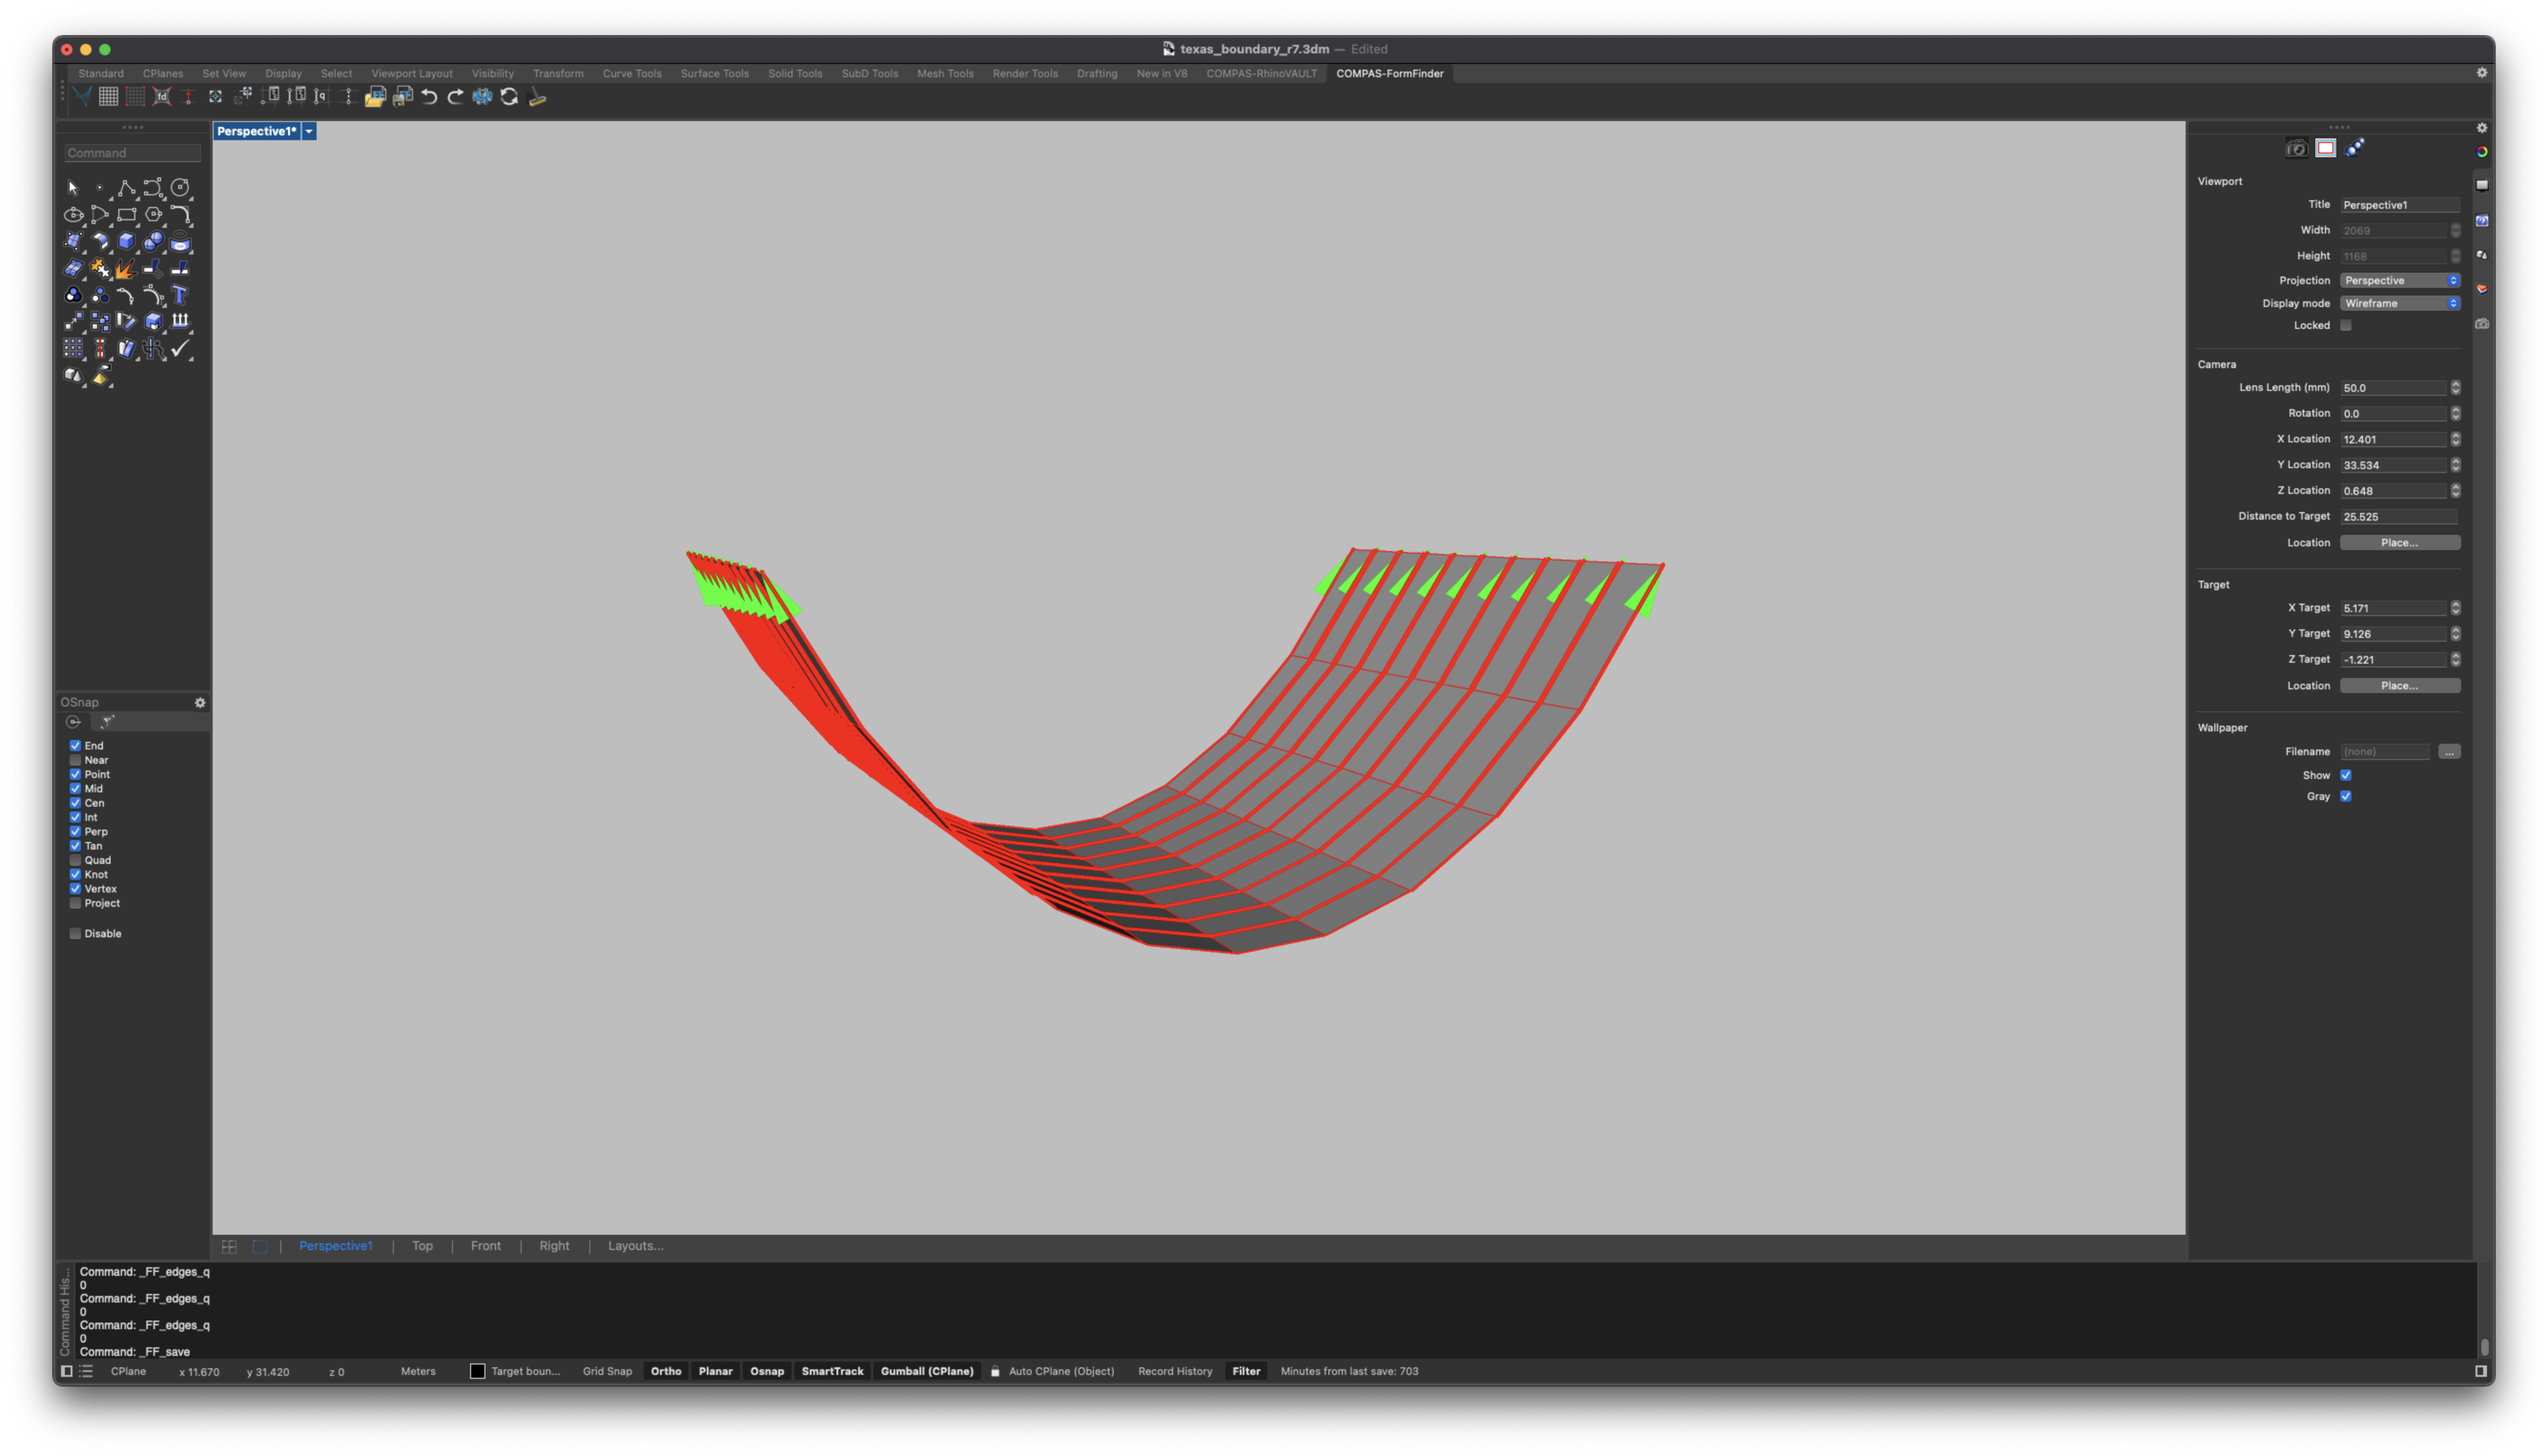 texas_boundary_r7.3dm — Edited
Standard CPlanes Set View Display Select Viewport Layout Visibility Transform Curve Tools Surface Tools Solid Tools SubD Tools Mesh Tools Render Tools Drafting New in V8 COMPAS-RhinoVAULT COMPAS-FormFinder
fd q
Perspective1*
Command
OSnap
End
Near
Point
Mid
Cen
Int
Perp
Tan
Quad
Knot
Vertex
Project
Disable
Viewport
Title Perspective1
Width 2069
Height 1168
Projection Perspective
Display mode Wireframe
Locked
Camera
Lens Length (mm) 50.0
Rotation 0.0
X Location 12.401
Y Location 33.534
Z Location 0.648
Distance to Target 25.525
Location Place...
Target
X Target 5.171
Y Target 9.126
Z Target -1.221
Location Place...
Wallpaper
Filename (none) ...
Show
Gray
Perspective1 | Top | Front | Right | Layouts...
Command His...
Command: _FF_edges_q
0
Command: _FF_edges_q
0
Command: _FF_edges_q
0
Command: _FF_save
CPlane x 11.670 y 31.420 z 0 Meters Target boun... Grid Snap Ortho Planar Osnap SmartTrack Gumball (CPlane) Auto CPlane (Object) Record History Filter Minutes from last save: 703